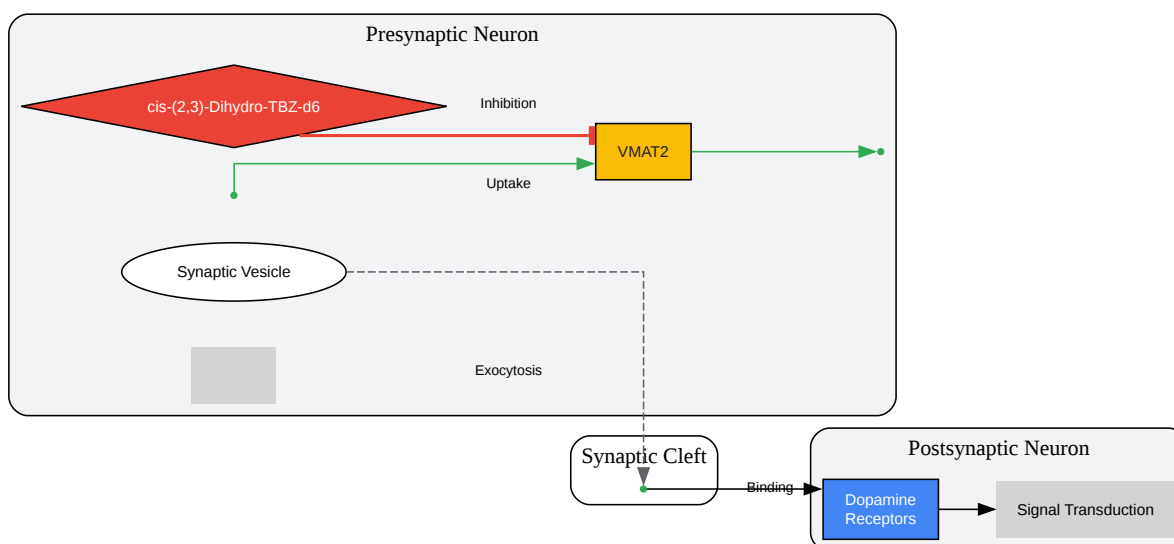 Presynaptic Neuron
cis-(2,3)-Dihydro-TBZ-d6
Inhibition
VMAT2
Uptake
Synaptic Vesicle
Exocytosis
Synaptic Cleft
Binding
Postsynaptic Neuron
Dopamine
Receptors
Signal Transduction